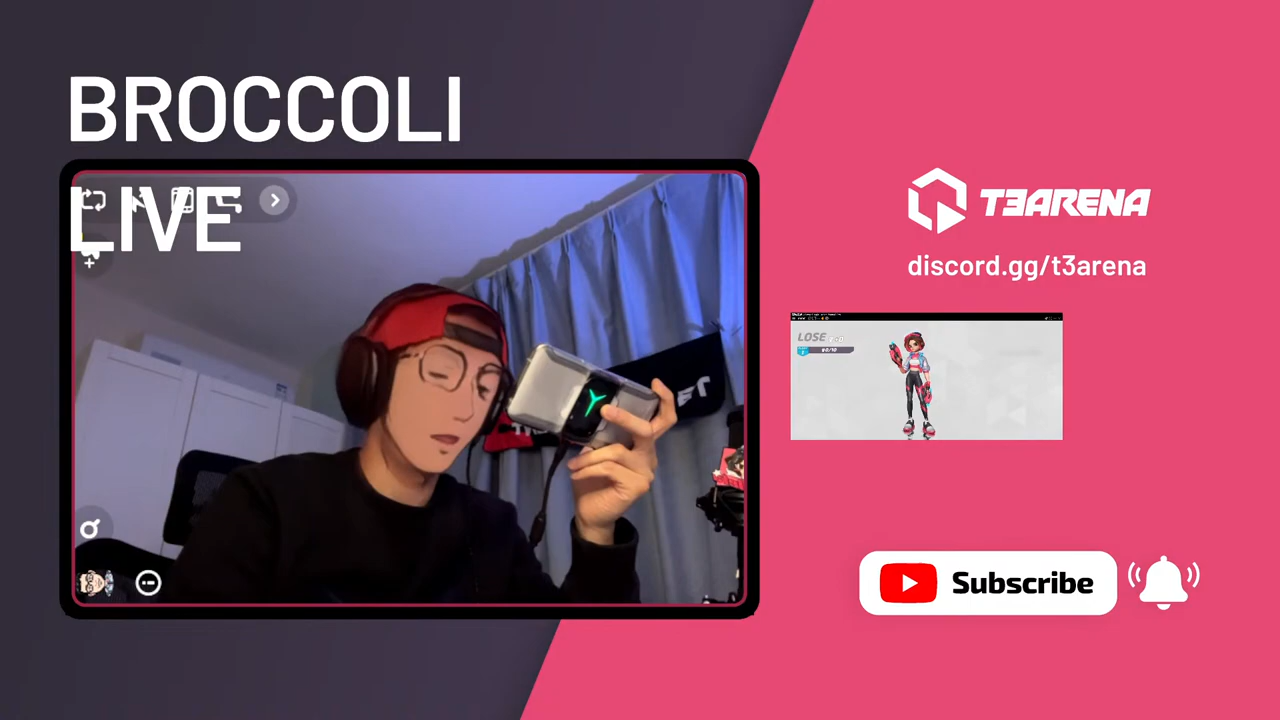 BROCCOLI
LIVE
T3ARENA
discord.gg/t3arena
LOSE
Subscribe